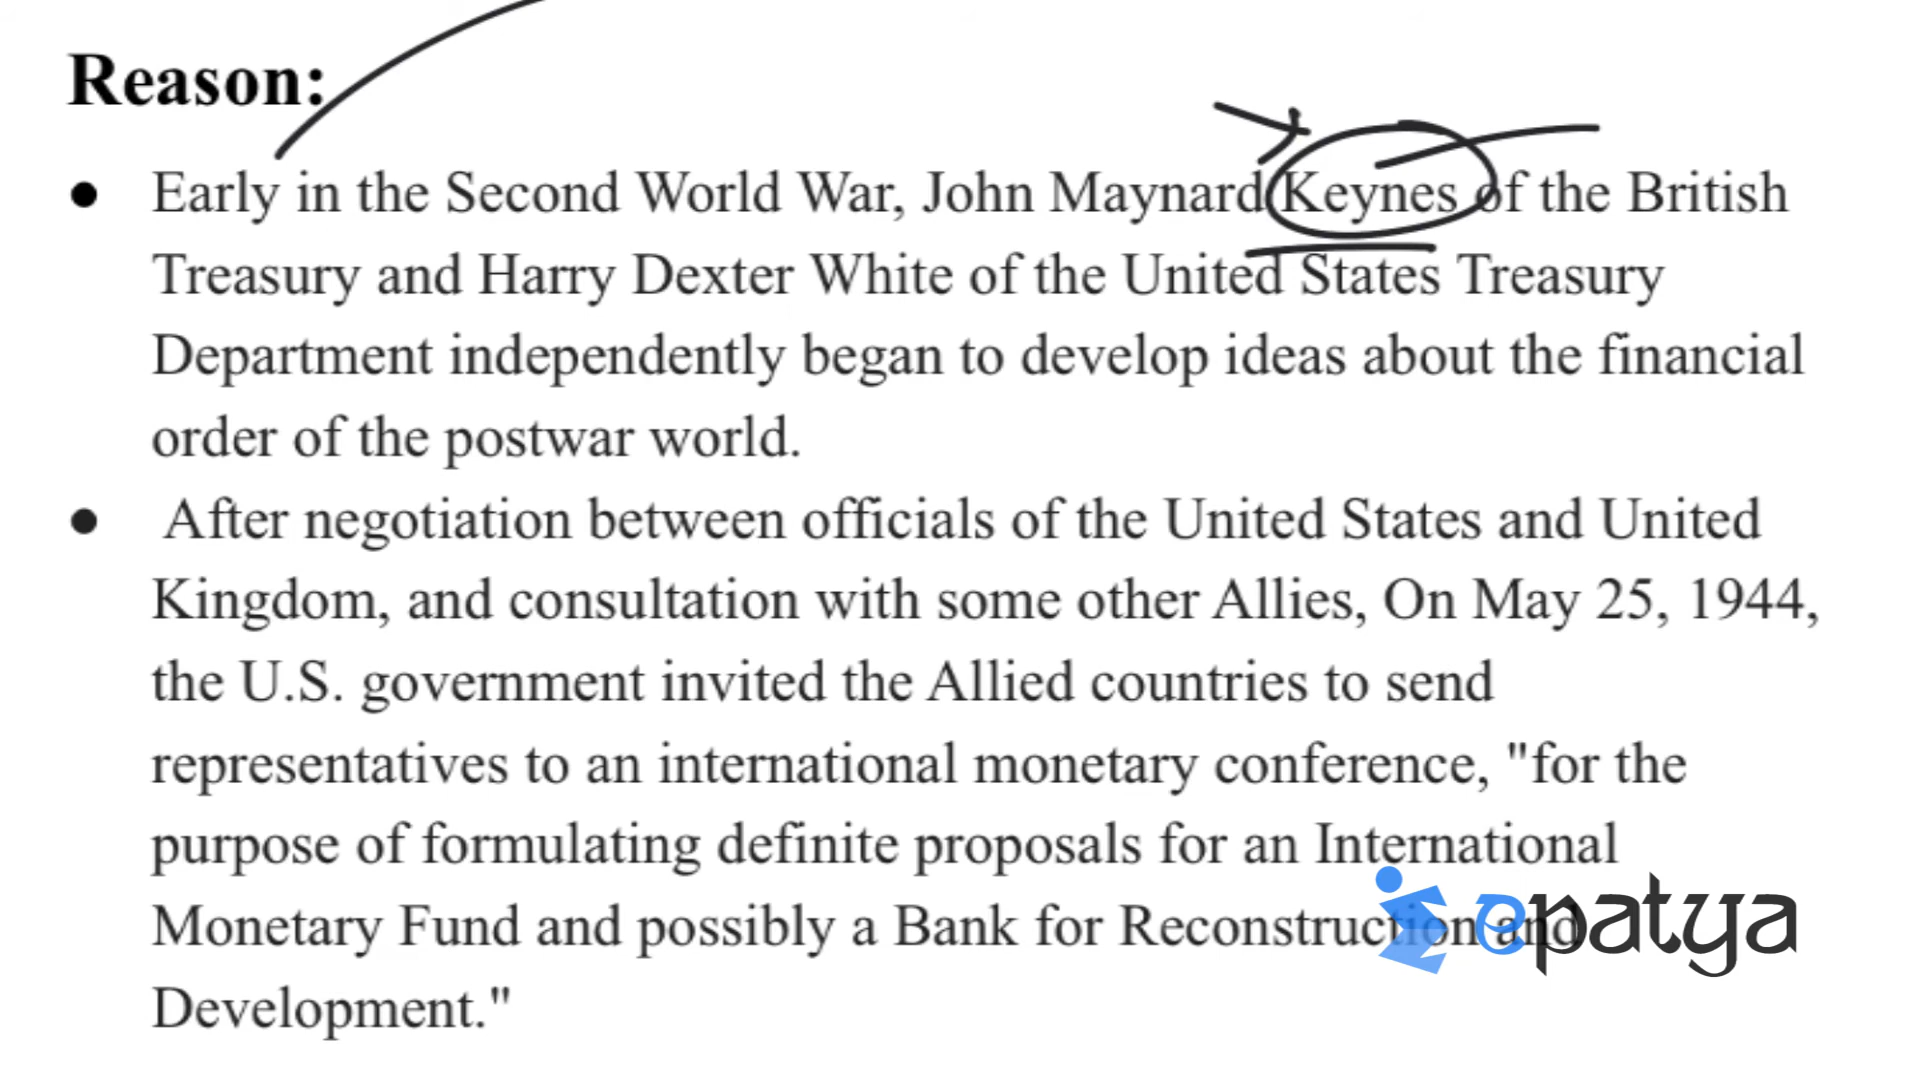 Reason:
● Early in the Second World War, John Maynard Keynes of the British
Treasury and Harry Dexter White of the United States Treasury
Department independently began to develop ideas about the financial
order of the postwar world.
● After negotiation between officials of the United States and United
Kingdom, and consultation with some other Allies, On May 25, 1944,
the U.S. government invited the Allied countries to send
representatives to an international monetary conference, "for the
purpose of formulating definite proposals for an International
Monetary Fund and possibly a Bank for Reconstruction and
Development."
epatya